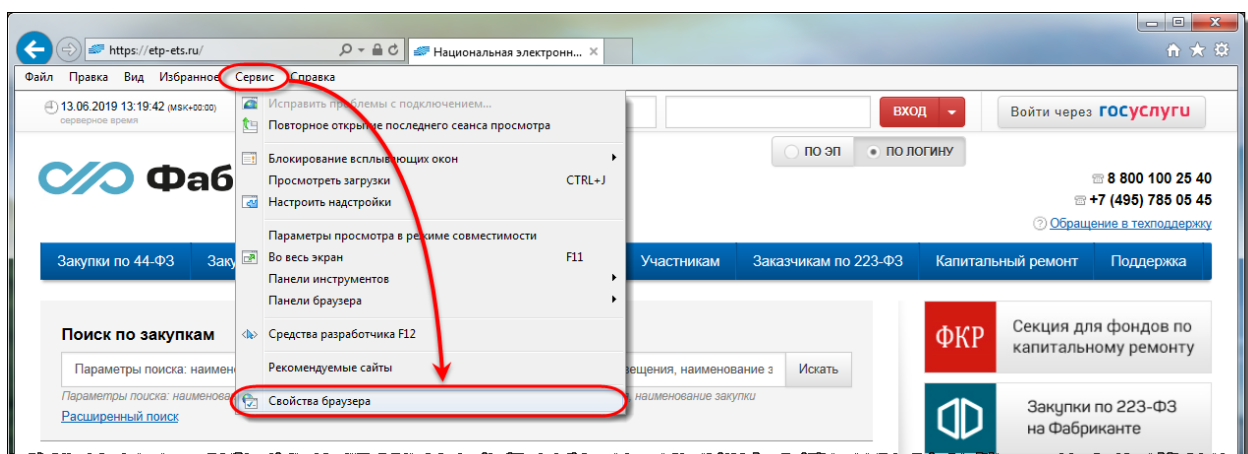 https://etp-ets.ru/
Национальная электронн...
Файл Правка Вид Избранное Сервис Справка
13.06.2019 13:19:42 (MSK+00:00)
серверное время
ВХОД
Войти через госуслуги
ПО ЭП ПО ЛОГИНУ
Фаб
8 800 100 25 40
+7 (495) 785 05 45
Обращение в техподдержку
Исправить проблемы с подключением...
Повторное открытие последнего сеанса просмотра
Блокирование всплывающих окон
Просмотреть загрузки CTRL+J
Настроить надстройки
Параметры просмотра в режиме совместимости
Во весь экран F11
Панели инструментов
Панели браузера
Средства разработчика F12
Рекомендуемые сайты
Свойства браузера
Закупки по 44-ФЗ Заку Участникам Заказчикам по 223-ФЗ Капитальный ремонт Поддержка
Поиск по закупкам
Параметры поиска: наимен ещения, наименование з Искать
Параметры поиска: наименова , наименование закупки
Расширенный поиск
ФКР
Секция для фондов по
капитальному ремонту
Закупки по 223-ФЗ
на Фабриканте